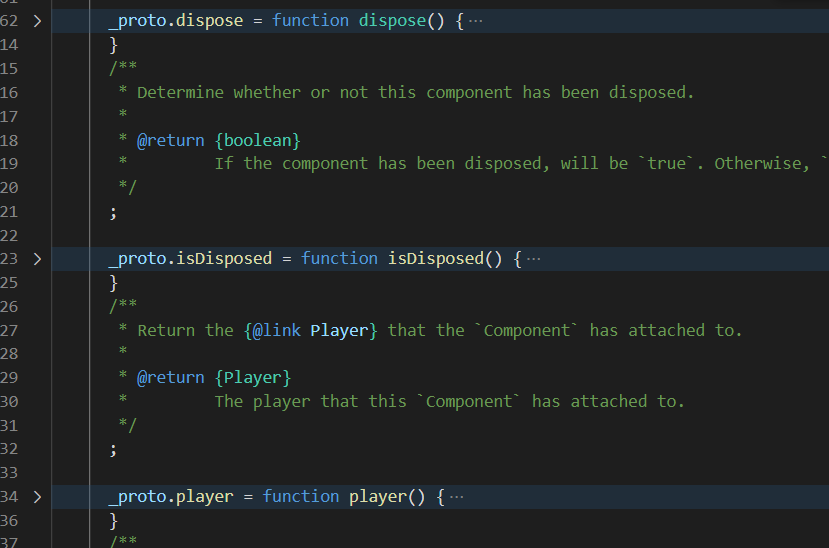 62 > _proto.dispose = function dispose() { ···
14 }
15 /**
16 * Determine whether or not this component has been disposed.
17 *
18 * @return {boolean}
19 * If the component has been disposed, will be `true`. Otherwise, `
20 */
21 ;
22
23 > _proto.isDisposed = function isDisposed() { ···
25 }
26 /**
27 * Return the {@link Player} that the `Component` has attached to.
28 *
29 * @return {Player}
30 * The player that this `Component` has attached to.
31 */
32 ;
33
34 > _proto.player = function player() { ···
36 }
37 /**